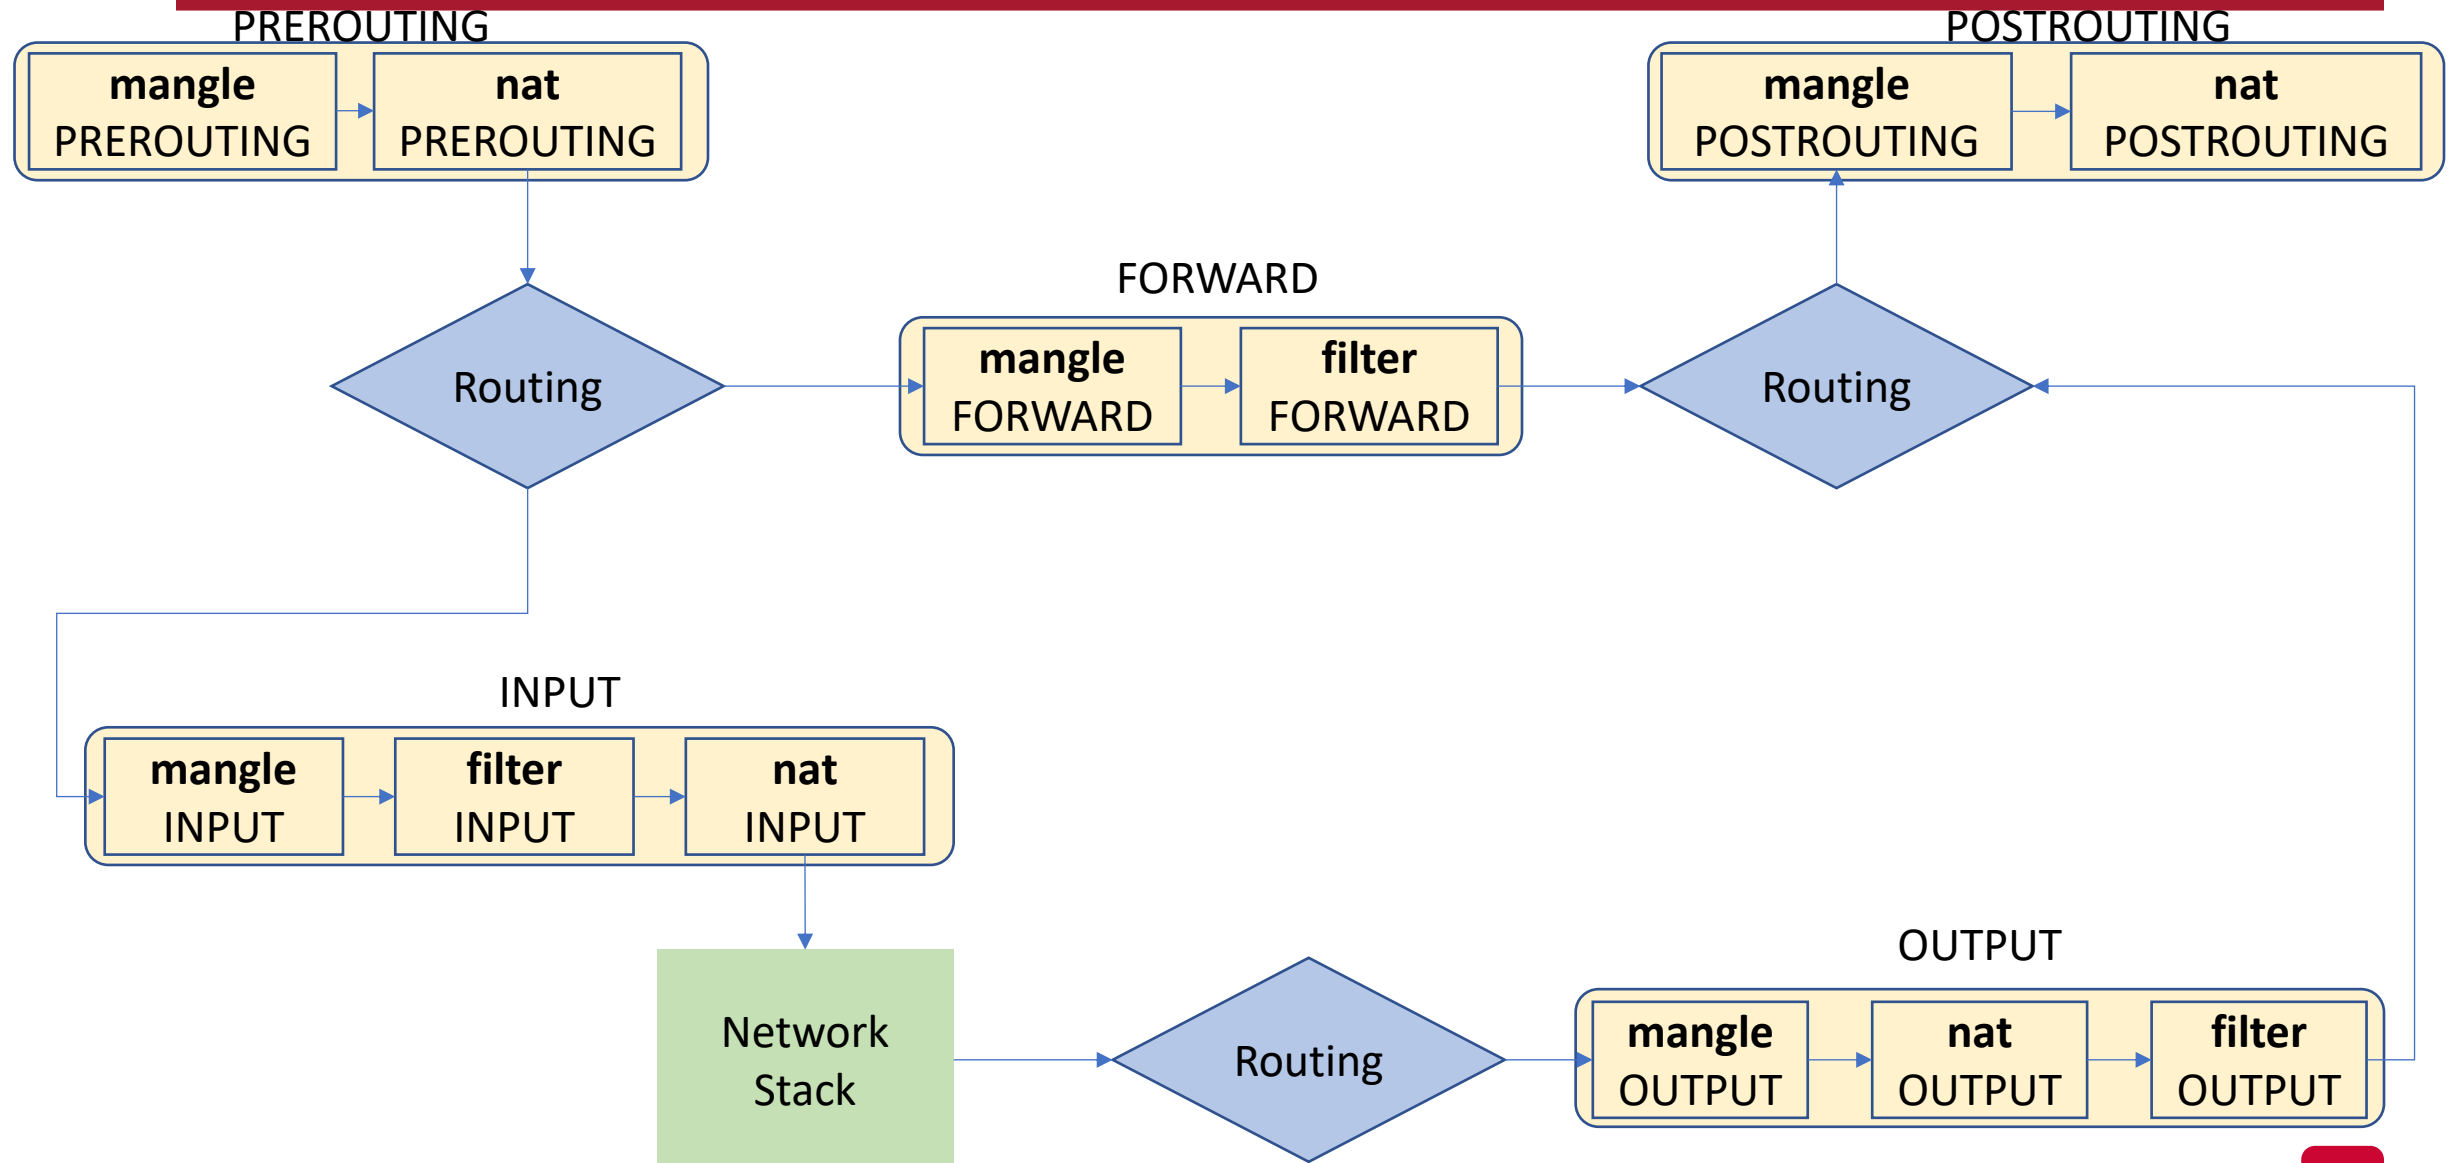 PREROUTING
mangle
PREROUTING
nat
PREROUTING
POSTROUTING
mangle
POSTROUTING
nat
POSTROUTING
Routing
FORWARD
mangle
FORWARD
filter
FORWARD
Routing
INPUT
mangle
INPUT
filter
INPUT
nat
INPUT
Network
Stack
Routing
OUTPUT
mangle
OUTPUT
nat
OUTPUT
filter
OUTPUT